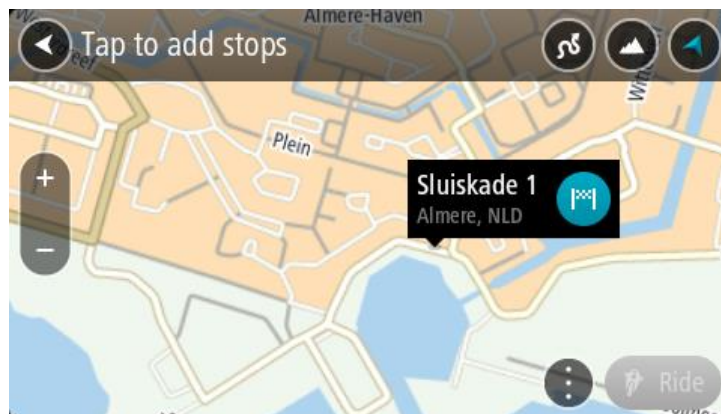 Almere-Haven
Tap to add stops
Plein
Sluiskade 1
Almere, NLD
Ride